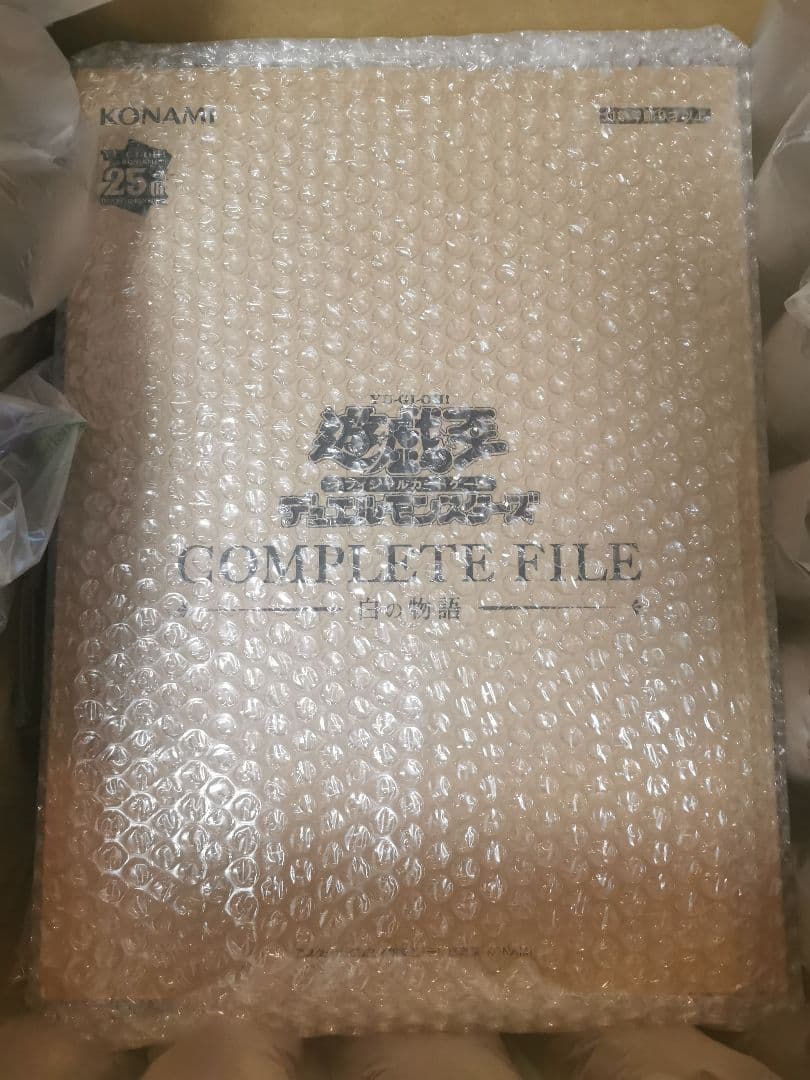 KONAMI
25th
YU-GI-OH!
遊戯王
オフィシャルカードゲーム
デュエルモンスターズ
COMPLETE FILE
白の物語